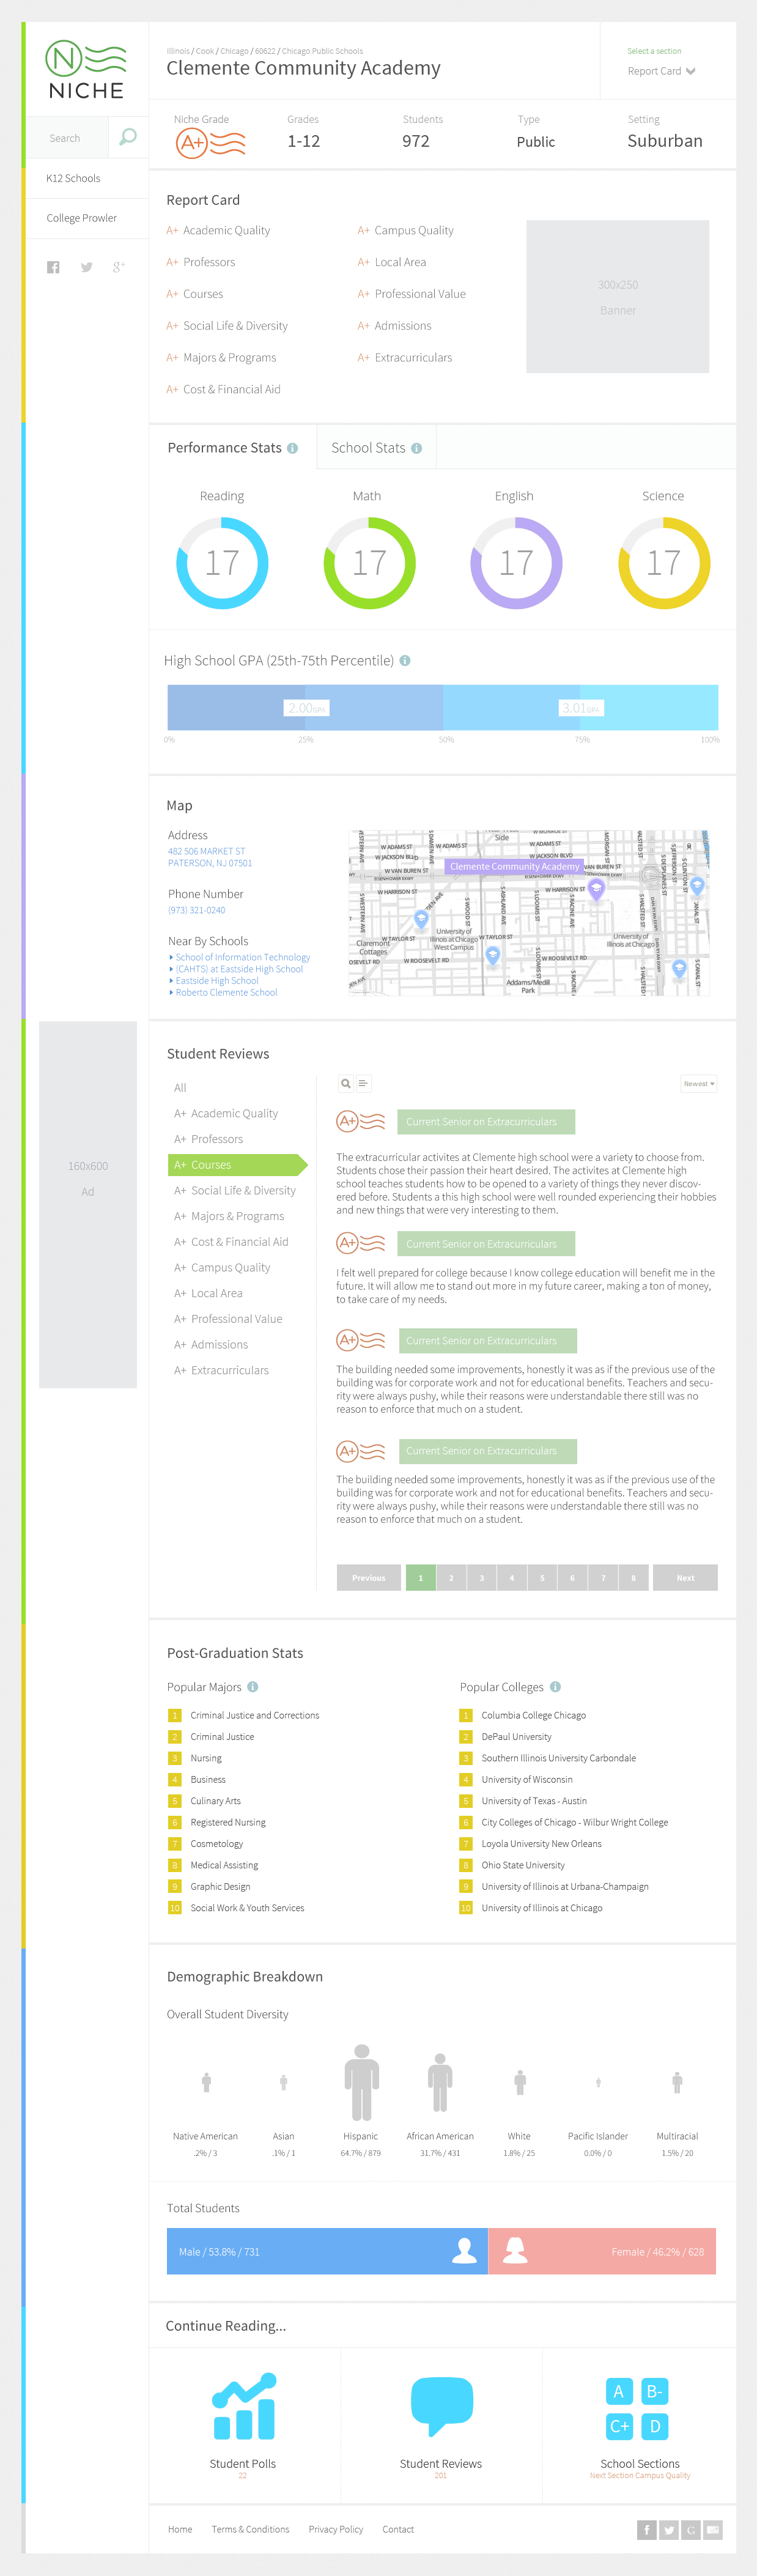 NICHE
Search
K12 Schools
College Prowler
Illinois / Cook / Chicago / 60622 / Chicago Public Schools
Clemente Community Academy
Select a section
Report Card
Niche Grade
A+
Grades
1-12
Students
972
Type
Public
Setting
Suburban
Report Card
A+ Academic Quality
A+ Professors
A+ Courses
A+ Social Life & Diversity
A+ Majors & Programs
A+ Cost & Financial Aid
A+ Campus Quality
A+ Local Area
A+ Professional Value
A+ Admissions
A+ Extracurriculars
300x250
Banner
Performance Stats
School Stats
Reading
Math
English
Science
17
17
17
17
High School GPA (25th-75th Percentile)
2.00GPA
3.01GPA
0%
25%
50%
75%
100%
Map
Address
482 506 MARKET ST
PATERSON, NJ 07501
Phone Number
(973) 321-0240
Near By Schools
School of Information Technology
(CAHTS) at Eastside High School
Eastside High School
Roberto Clemente School
Side
W ADAMS ST
W ADAMS ST
W JACKSON BLVD
W JACKSON BLVD
Clemente Community Academy
W VAN BUREN ST
VAN BUREN ST
W HARRISON ST
W HARRISON ST
University of
Illinois at Chicago
West Campus
W TAYLOR ST
W TAYLOR ST
University of
Illinois at Chicago
Claremont
Cottages
OSEVELT RD
W ROOSEVELT RD
W ROOSEVELT RD
Addams/Medill
Park
160x600
Ad
Student Reviews
All
A+ Academic Quality
A+ Professors
A+ Courses
A+ Social Life & Diversity
A+ Majors & Programs
A+ Cost & Financial Aid
A+ Campus Quality
A+ Local Area
A+ Professional Value
A+ Admissions
A+ Extracurriculars
Newest
A+
Current Senior on Extracurriculars
The extracurricular activites at Clemente high school were a variety to choose from.
Students chose their passion their heart desired. The activites at Clemente high
school teaches students how to be opened to a variety of things they never discov-
ered before. Students a this high school were well rounded experiencing their hobbies
and new things that were very interesting to them.
A+
Current Senior on Extracurriculars
I felt well prepared for college because I know college education will benefit me in the
future. It will allow me to stand out more in my future career, making a ton of money,
to take care of my needs.
A+
Current Senior on Extracurriculars
The building needed some improvements, honestly it was as if the previous use of the
building was for corporate work and not for educational benefits. Teachers and secu-
rity were always pushy, while their reasons were understandable there still was no
reason to enforce that much on a student.
A+
Current Senior on Extracurriculars
The building needed some improvements, honestly it was as if the previous use of the
building was for corporate work and not for educational benefits. Teachers and secu-
rity were always pushy, while their reasons were understandable there still was no
reason to enforce that much on a student.
Previous 1 2 3 4 5 6 7 8 Next
Post-Graduation Stats
Popular Majors
1 Criminal Justice and Corrections
2 Criminal Justice
3 Nursing
4 Business
5 Culinary Arts
6 Registered Nursing
7 Cosmetology
8 Medical Assisting
9 Graphic Design
10 Social Work & Youth Services
Popular Colleges
1 Columbia College Chicago
2 DePaul University
3 Southern Illinois University Carbondale
4 University of Wisconsin
5 University of Texas - Austin
6 City Colleges of Chicago - Wilbur Wright College
7 Loyola University New Orleans
8 Ohio State University
9 University of Illinois at Urbana-Champaign
10 University of Illinois at Chicago
Demographic Breakdown
Overall Student Diversity
Native American
.2% / 3
Asian
.1% / 1
Hispanic
64.7% / 879
African American
31.7% / 431
White
1.8% / 25
Pacific Islander
0.0% / 0
Multiracial
1.5% / 20
Total Students
Male / 53.8% / 731
Female / 46.2% / 628
Continue Reading...
Student Polls
22
Student Reviews
201
A B-
C+ D
School Sections
Next Section Campus Quality
Home
Terms & Conditions
Privacy Policy
Contact